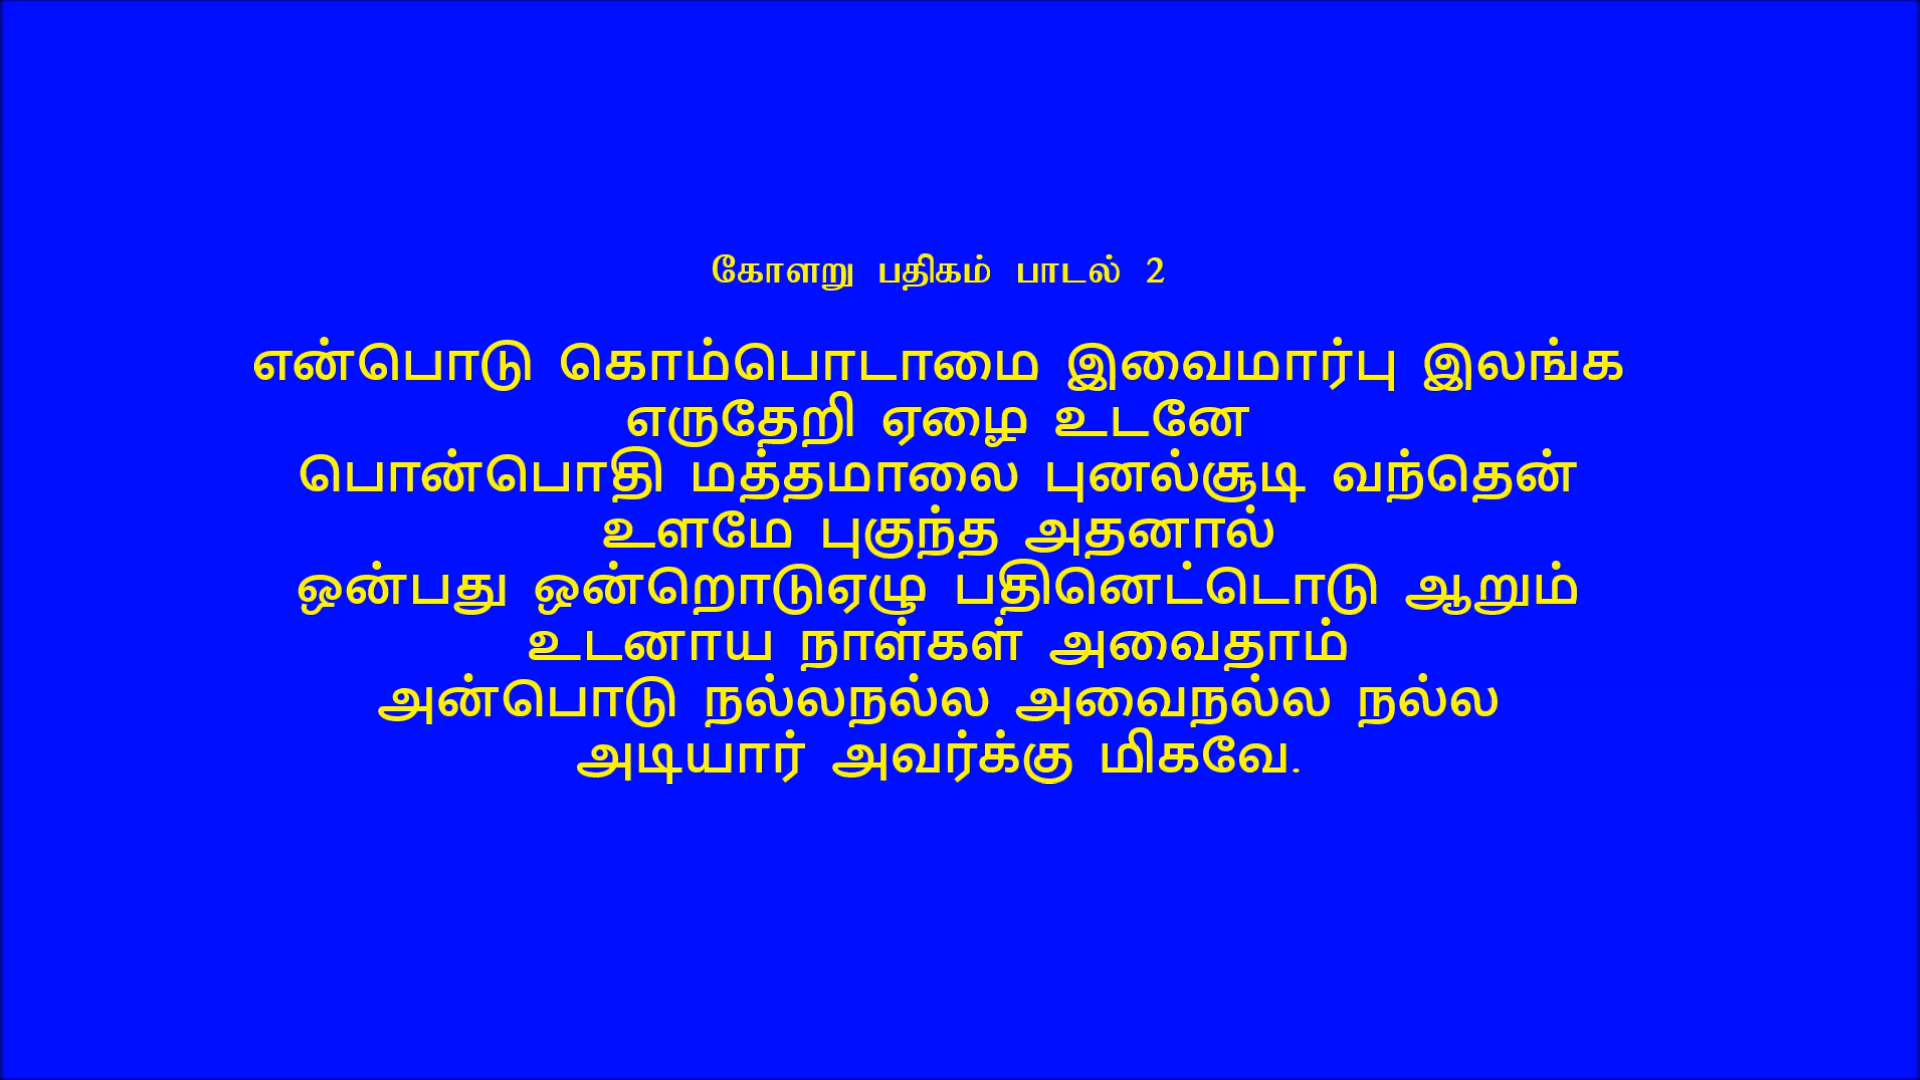 கோளறு பதிகம் பாடல் 2
என்பொடு கொம்பொடாமை இவைமார்பு இலங்க
எருதேறி ஏழை உடனே
பொன்பொதி மத்தமாலை புனல்சூடி வந்தென்
உளமே புகுந்த அதனால்
ஒன்பது ஒன்றொடுஏழு பதினெட்டொடு ஆறும்
உடனாய நாள்கள் அவைதாம்
அன்பொடு நல்லநல்ல அவைநல்ல நல்ல
அடியார் அவர்க்கு மிகவே.